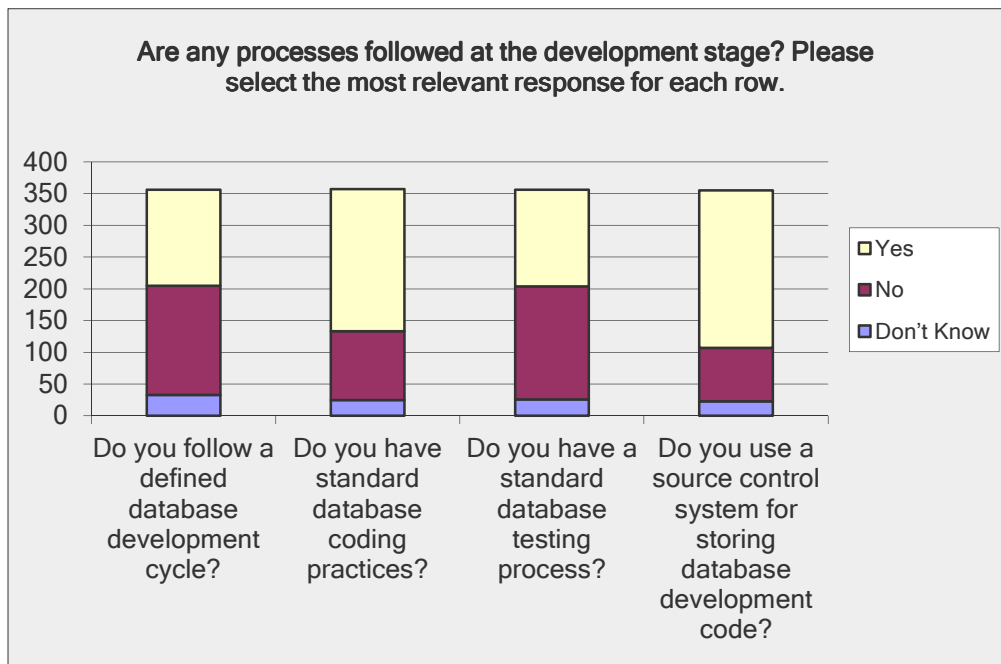 Are any processes followed at the development stage? Please
select the most relevant response for each row.
400
350
300
250
200
150
100
50
0
Yes
No
Don't Know
Do you follow a
defined
database
development
cycle?
Do you have
standard
database
coding
practices?
Do you have a
standard
database
testing
process?
Do you use a
source control
system for
storing
database
development
code?